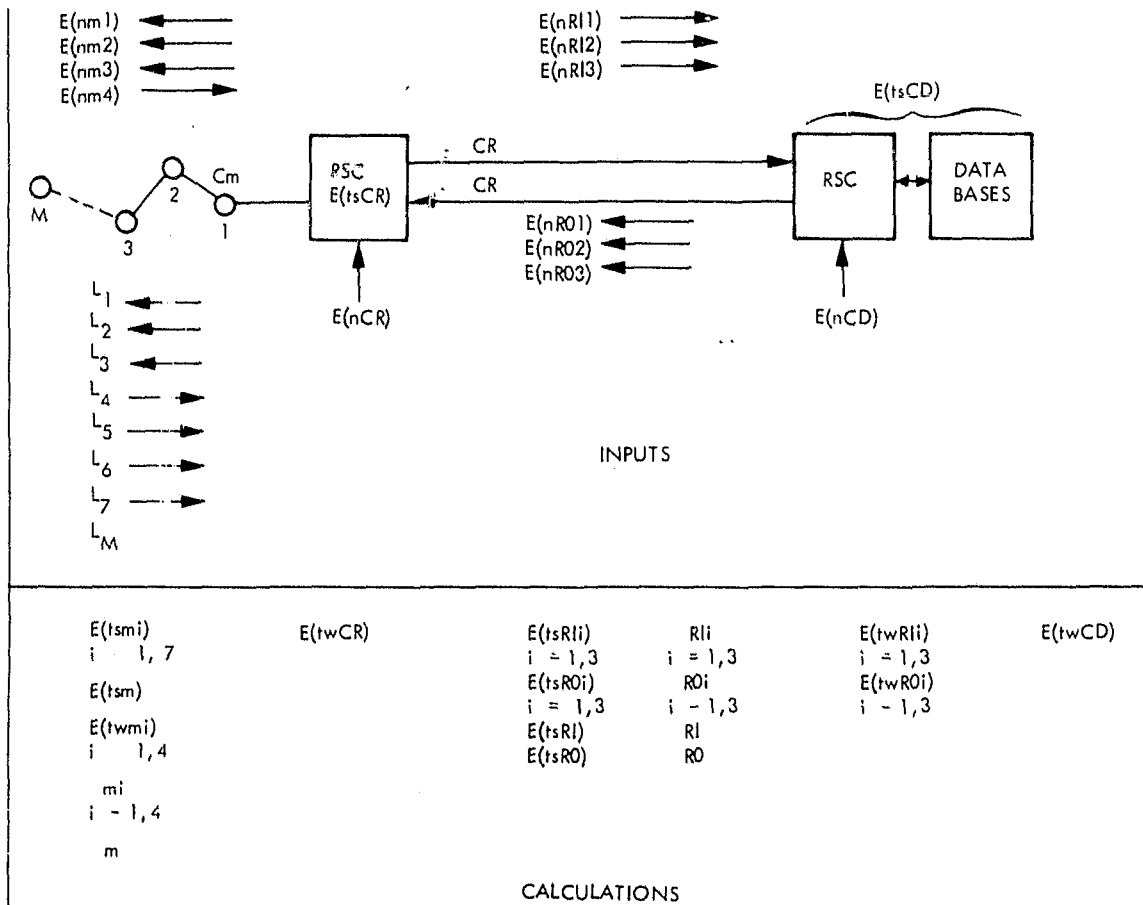 E(nm1)
E(nm2)
E(nm3)
E(nm4)
E(nRI1)
E(nRI2)
E(nRI3)
E(tsCD)
M
3
2
Cm
1
RSC
E(tsCR)
CR
CR
RSC
DATA
BASES
E(nRO1)
E(nRO2)
E(nRO3)
E(nCR)
E(nCD)
L1
L2
L3
L4
L5
L6
L7
LM
INPUTS
E(tsmi)
i 1,7
E(tsm)
E(twmi)
i 1,4
mi
i - 1,4
m
E(twCR)
E(tsRIi)
i = 1,3
E(tsROi)
i = 1,3
E(tsRI)
E(tsRO)
RIi
i = 1,3
ROi
i - 1,3
RI
RO
E(twRIi)
i = 1,3
E(twROi)
i - 1,3
E(twCD)
CALCULATIONS